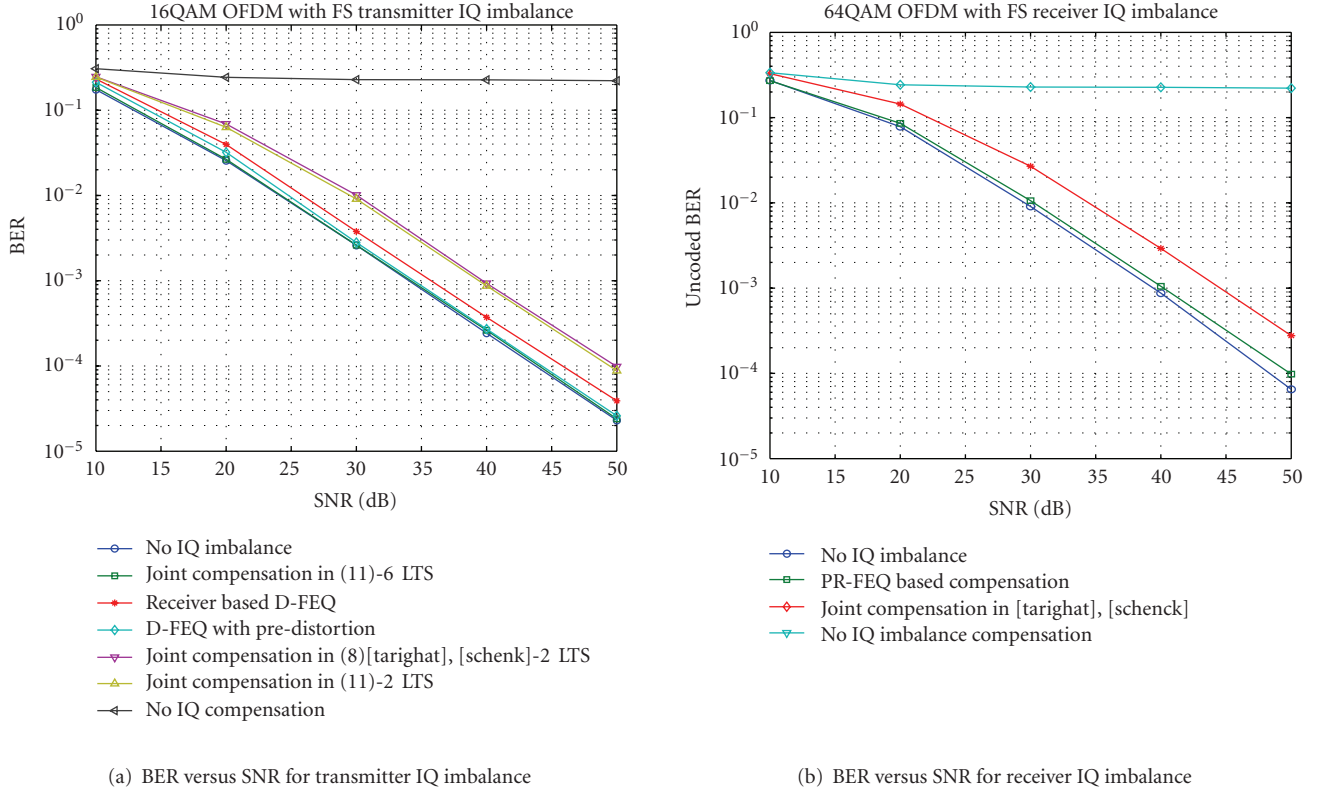 16QAM OFDM with FS transmitter IQ imbalance
10^0
10^-1
10^-2
10^-3
10^-4
10^-5
BER
10 15 20 25 30 35 40 45 50
SNR (dB)
No IQ imbalance
Joint compensation in (11)-6 LTS
Receiver based D-FEQ
D-FEQ with pre-distortion
Joint compensation in (8)[tarighat], [schenk]-2 LTS
Joint compensation in (11)-2 LTS
No IQ compensation
(a) BER versus SNR for transmitter IQ imbalance
64QAM OFDM with FS receiver IQ imbalance
10^0
10^-1
10^-2
10^-3
10^-4
10^-5
Uncoded BER
10 15 20 25 30 35 40 45 50
SNR (dB)
No IQ imbalance
PR-FEQ based compensation
Joint compensation in [tarighat], [schenck]
No IQ imbalance compensation
(b) BER versus SNR for receiver IQ imbalance